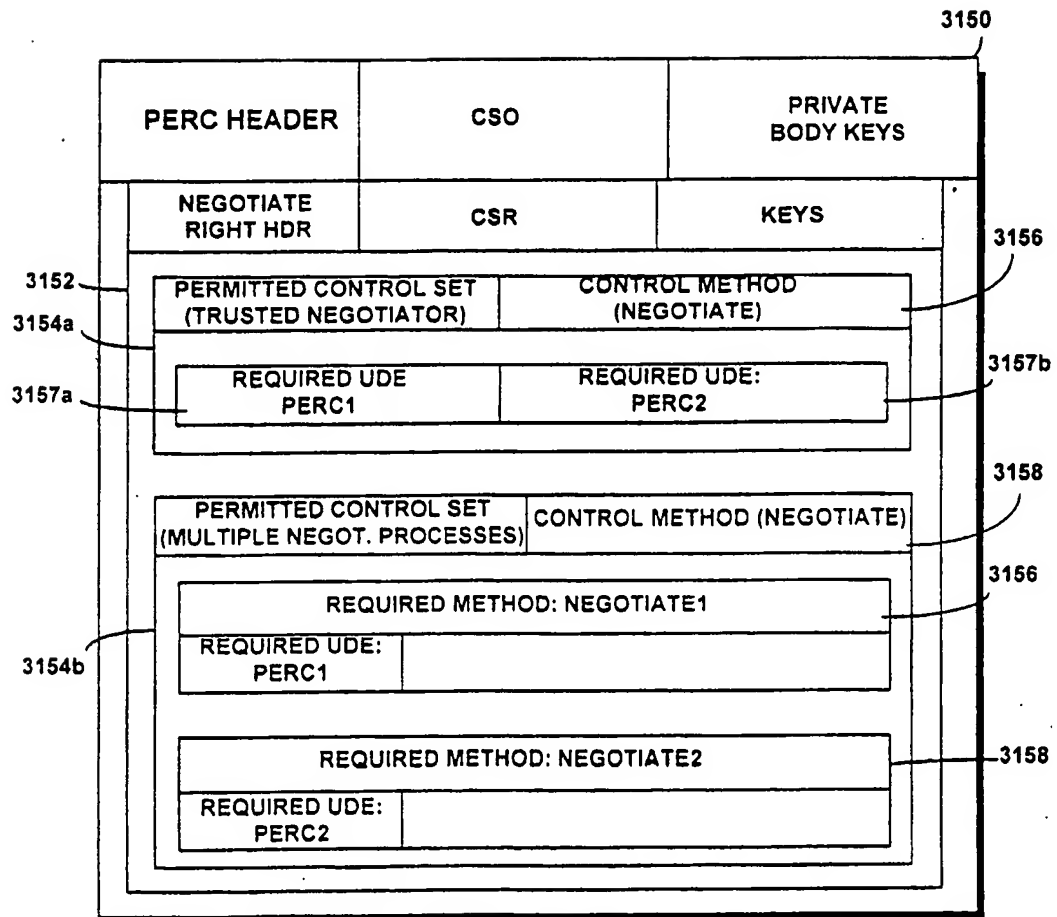 3150
PERC HEADER
CSO
PRIVATE
BODY KEYS
NEGOTIATE
RIGHT HDR
CSR
KEYS
3156
3152
PERMITTED CONTROL SET
(TRUSTED NEGOTIATOR)
CONTROL METHOD
(NEGOTIATE)
3154a
REQUIRED UDE
PERC1
REQUIRED UDE:
PERC2
3157b
3157a
3158
PERMITTED CONTROL SET
(MULTIPLE NEGOT. PROCESSES)
CONTROL METHOD (NEGOTIATE)
3156
REQUIRED METHOD: NEGOTIATE1
REQUIRED UDE:
PERC1
3154b
REQUIRED METHOD: NEGOTIATE2
3158
REQUIRED UDE:
PERC2